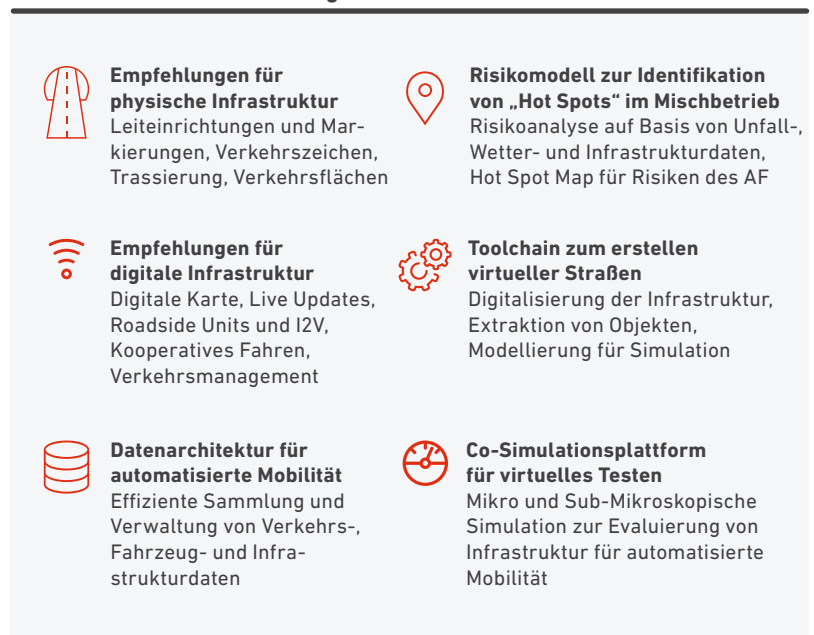 Empfehlungen für
physische Infrastruktur
Leiteinrichtungen und Mar-
kierungen, Verkehrszeichen,
Trassierung, Verkehrsflächen
Risikomodell zur Identifikation
von „Hot Spots“ im Mischbetrieb
Risikoanalyse auf Basis von Unfall-,
Wetter- und Infrastrukturdaten,
Hot Spot Map für Risiken des AF
Empfehlungen für
digitale Infrastruktur
Digitale Karte, Live Updates,
Roadside Units und I2V,
Kooperatives Fahren,
Verkehrsmanagement
Toolchain zum erstellen
virtueller Straßen
Digitalisierung der Infrastruktur,
Extraktion von Objekten,
Modellierung für Simulation
Datenarchitektur für
automatisierte Mobilität
Effiziente Sammlung und
Verwaltung von Verkehrs-,
Fahrzeug- und Infra-
strukturdaten
Co-Simulationsplattform
für virtuelles Testen
Mikro und Sub-Mikroskopische
Simulation zur Evaluierung von
Infrastruktur für automatisierte
Mobilität